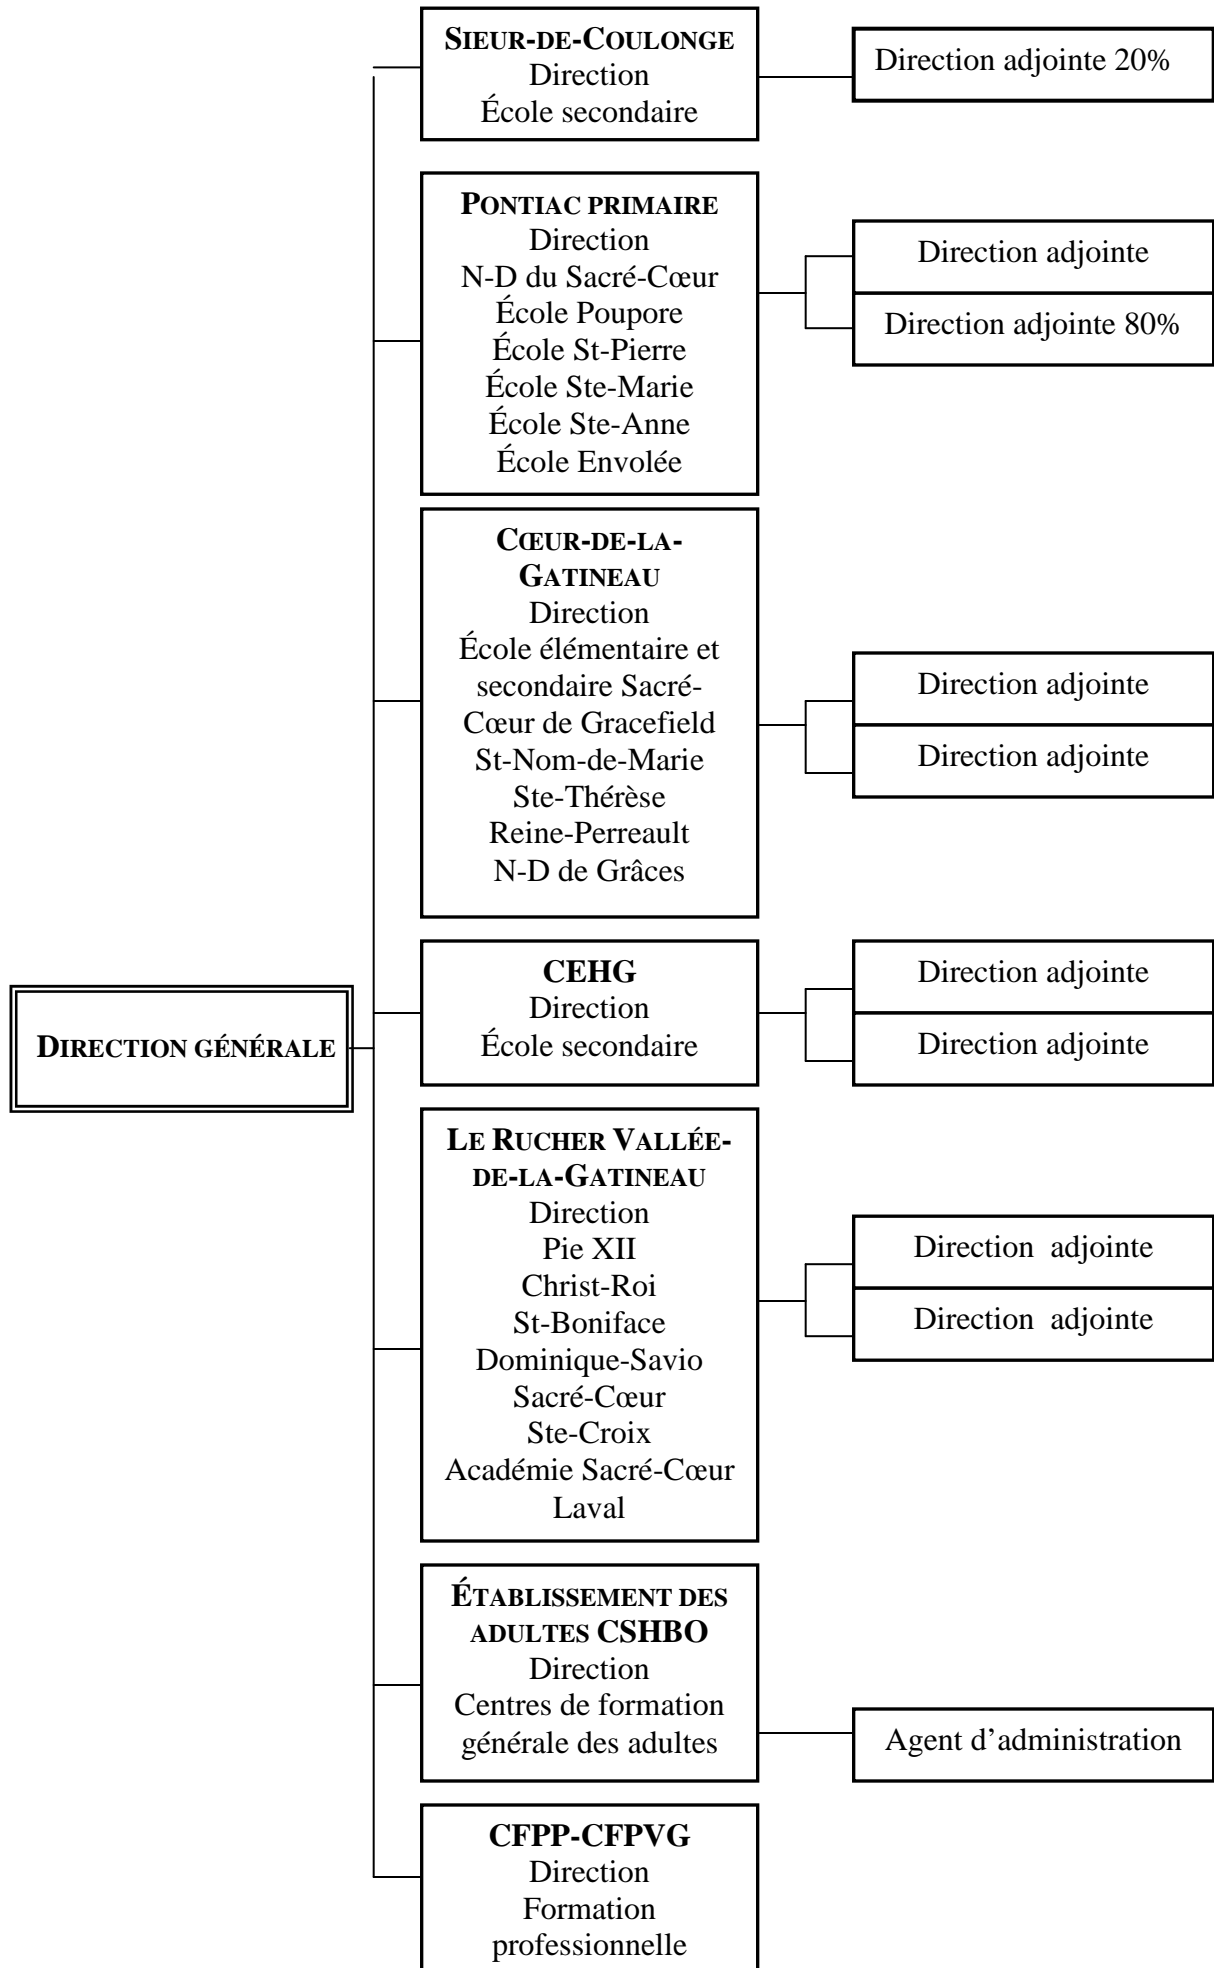 DIRECTION GÉNÉRALE
SIEUR-DE-COULONGE
Direction
École secondaire
Direction adjointe 20%
PONTIAC PRIMAIRE
Direction
N-D du Sacré-Cœur
École Poupore
École St-Pierre
École Ste-Marie
École Ste-Anne
École Envolée
Direction adjointe
Direction adjointe 80%
CŒUR-DE-LA-
GATINEAU
Direction
École élémentaire et
secondaire Sacré-
Cœur de Gracefield
St-Nom-de-Marie
Ste-Thérèse
Reine-Perreault
N-D de Grâces
Direction adjointe
Direction adjointe
CEHG
Direction
École secondaire
Direction adjointe
Direction adjointe
LE RUCHER VALLÉE-
DE-LA-GATINEAU
Direction
Pie XII
Christ-Roi
St-Boniface
Dominique-Savio
Sacré-Cœur
Ste-Croix
Académie Sacré-Cœur
Laval
Direction adjointe
Direction adjointe
ÉTABLISSEMENT DES
ADULTES CSHBO
Direction
Centres de formation
générale des adultes
Agent d’administration
CFPP-CFPVG
Direction
Formation
professionnelle